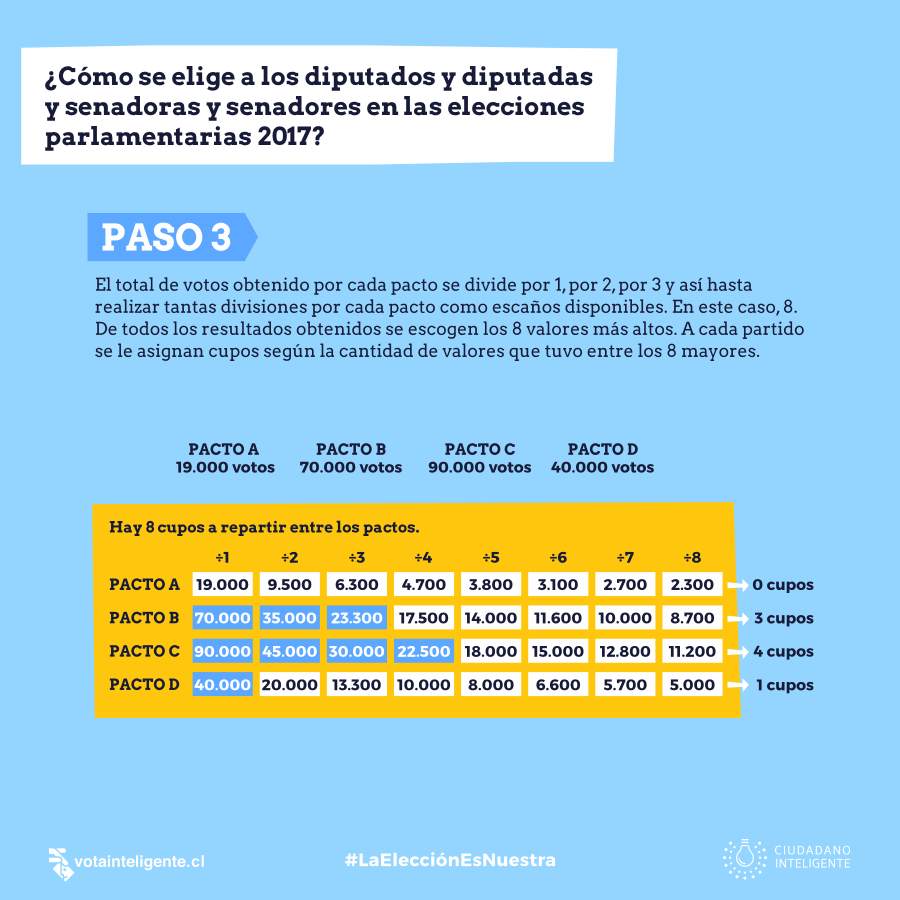 ¿Cómo se elige a los diputados y diputadas
y senadoras y senadores en las elecciones
parlamentarias 2017?
PASO 3
El total de votos obtenido por cada pacto se divide por 1, por 2, por 3 y así hasta
realizar tantas divisiones por cada pacto como escaños disponibles. En este caso, 8.
De todos los resultados obtenidos se escogen los 8 valores más altos. A cada partido
se le asignan cupos según la cantidad de valores que tuvo entre los 8 mayores.
PACTO A PACTO B PACTO C PACTO D
19.000 votos 70.000 votos 90.000 votos 40.000 votos
Hay 8 cupos a repartir entre los pactos.
÷1 ÷2 ÷3 ÷4 ÷5 ÷6 ÷7 ÷8
PACTO A 19.000 9.500 6.300 4.700 3.800 3.100 2.700 2.300 0 cupos
PACTO B 70.000 35.000 23.300 17.500 14.000 11.600 10.000 8.700 3 cupos
PACTO C 90.000 45.000 30.000 22.500 18.000 15.000 12.800 11.200 4 cupos
PACTO D 40.000 20.000 13.300 10.000 8.000 6.600 5.700 5.000 1 cupos
votainteligente.cl #LaElecciónEsNuestra CIUDADANO
INTELIGENTE